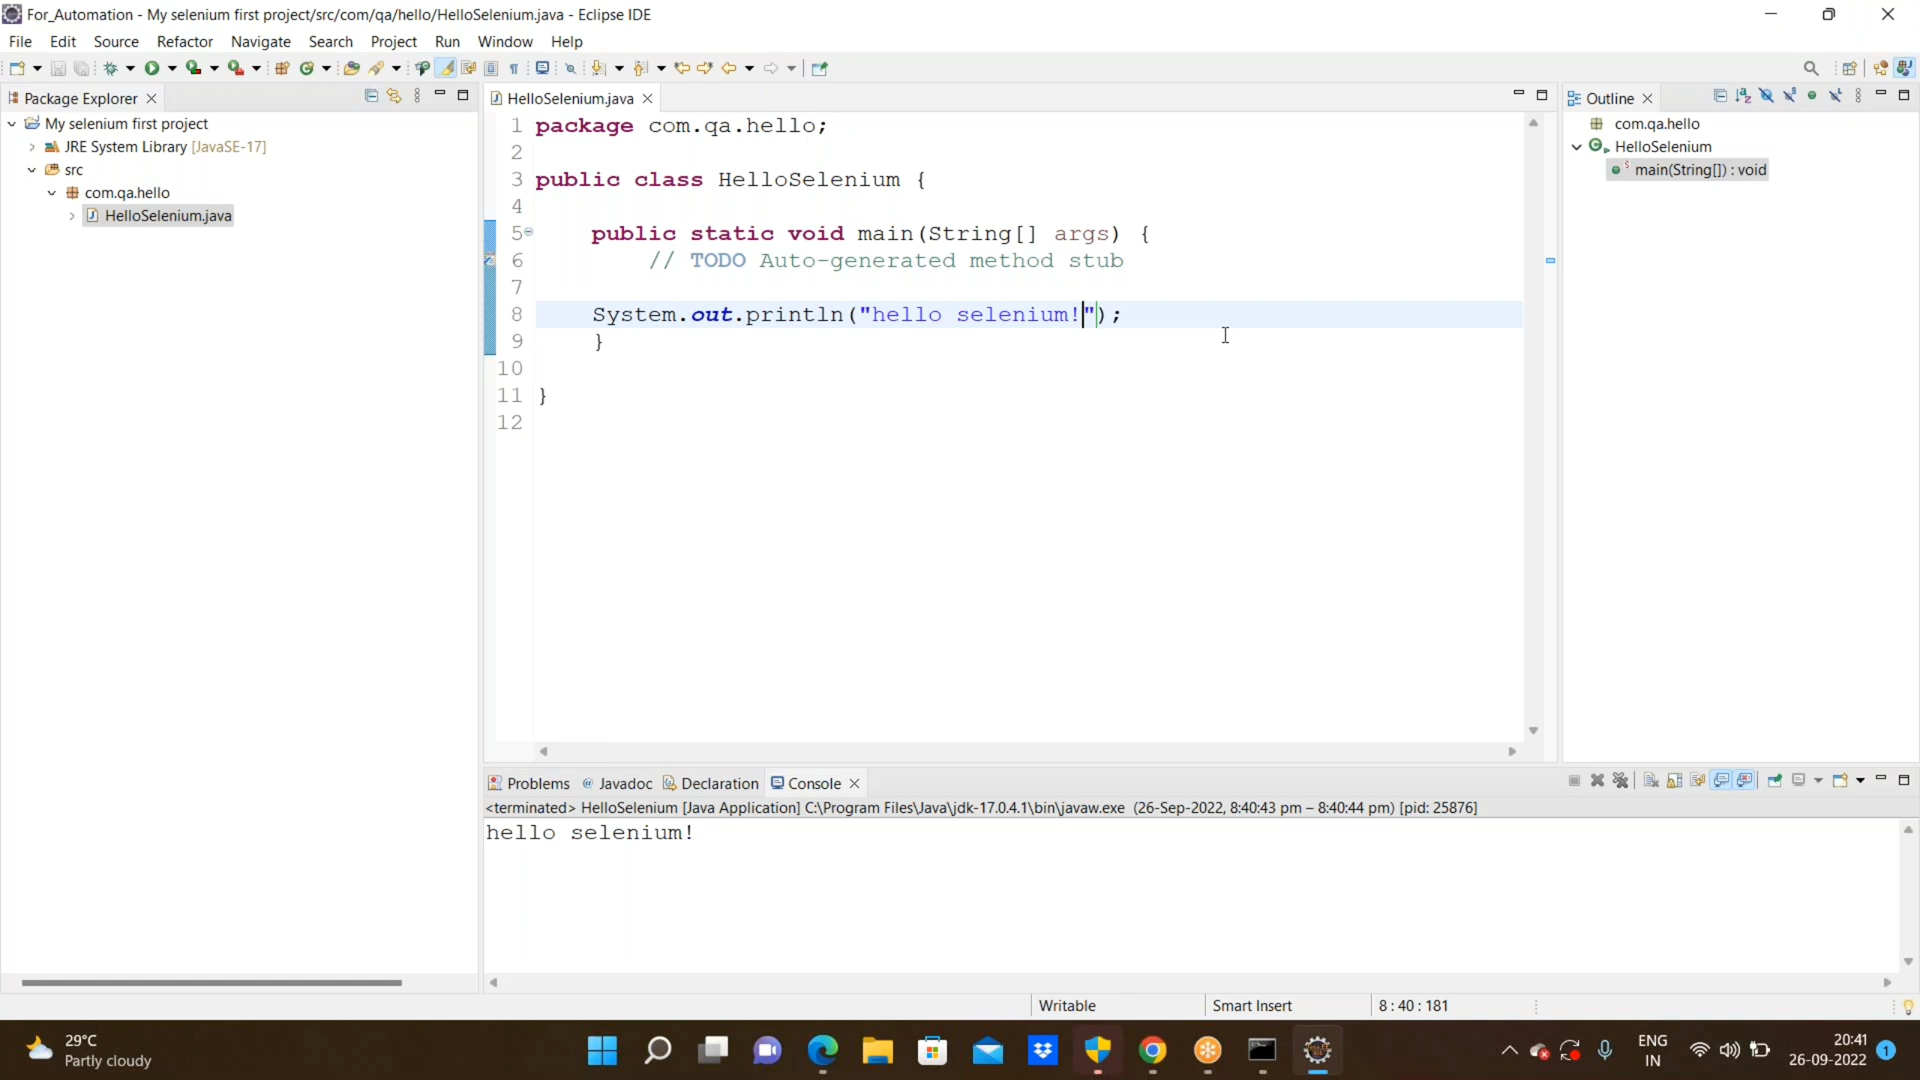 For_Automation - My selenium first project/src/com/qa/hello/HelloSelenium.java - Eclipse IDE
File Edit Source Refactor Navigate Search Project Run Window Help
Package Explorer
My selenium first project
JRE System Library [JavaSE-17]
src
com.qa.hello
HelloSelenium.java
HelloSelenium.java
1 package com.qa.hello;
2
3 public class HelloSelenium {
4
5 public static void main(String[] args) {
6 // TODO Auto-generated method stub
7
8 System.out.println("hello selenium!");
9 }
10
11 }
12
Outline
com.qa.hello
HelloSelenium
main(String[]) : void
Problems Javadoc Declaration Console
<terminated> HelloSelenium [Java Application] C:\Program Files\Java\jdk-17.0.4.1\bin\javaw.exe (26-Sep-2022, 8:40:43 pm – 8:40:44 pm) [pid: 25876]
hello selenium!
Writable Smart Insert 8 : 40 : 181
29°C
Partly cloudy
ENG
IN
20:41
26-09-2022
1